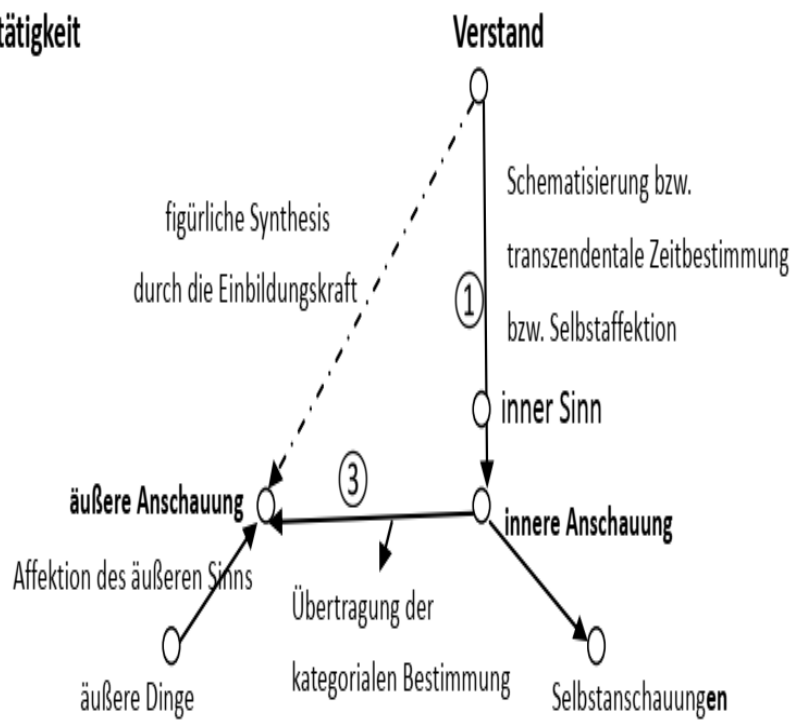 tätigkeit
Verstand
figürliche Synthesis
durch die Einbildungskraft
Schematisierung bzw.
transzendentale Zeitbestimmung
bzw. Selbstaffektion
①
inner Sinn
③
äußere Anschauung
innere Anschauung
Affektion des äußeren Sinns
Übertragung der
kategorialen Bestimmung
äußere Dinge
Selbstanschauungen